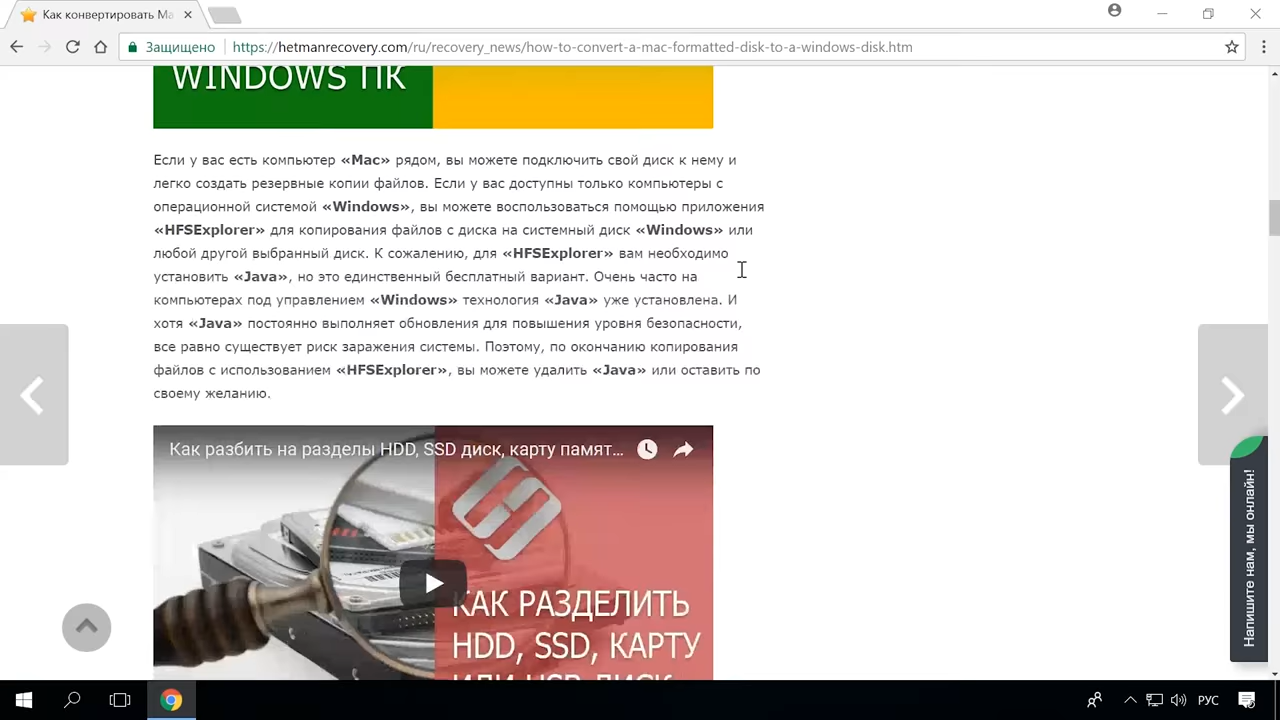 Как конвертировать Ma
Защищено
https://hetmanrecovery.com/ru/recovery_news/how-to-convert-a-mac-formatted-disk-to-a-windows-disk.htm
WINDOWS ПК
Если у вас есть компьютер «Mac» рядом, вы можете подключить свой диск к нему и
легко создать резервные копии файлов. Если у вас доступны только компьютеры с
операционной системой «Windows», вы можете воспользоваться помощью приложения
«HFSExplorer» для копирования файлов с диска на системный диск «Windows» или
любой другой выбранный диск. К сожалению, для «HFSExplorer» вам необходимо
установить «Java», но это единственный бесплатный вариант. Очень часто на
компьютерах под управлением «Windows» технология «Java» уже установлена. И
хотя «Java» постоянно выполняет обновления для повышения уровня безопасности,
все равно существует риск заражения системы. Поэтому, по окончанию копирования
файлов с использованием «HFSExplorer», вы можете удалить «Java» или оставить по
своему желанию.
Как разбить на разделы HDD, SSD диск, карту памят...
КАК РАЗДЕЛИТЬ
HDD, SSD, КАРТУ
ИЛИ USB ДИСК
Напишите нам, мы онлайн!
РУС